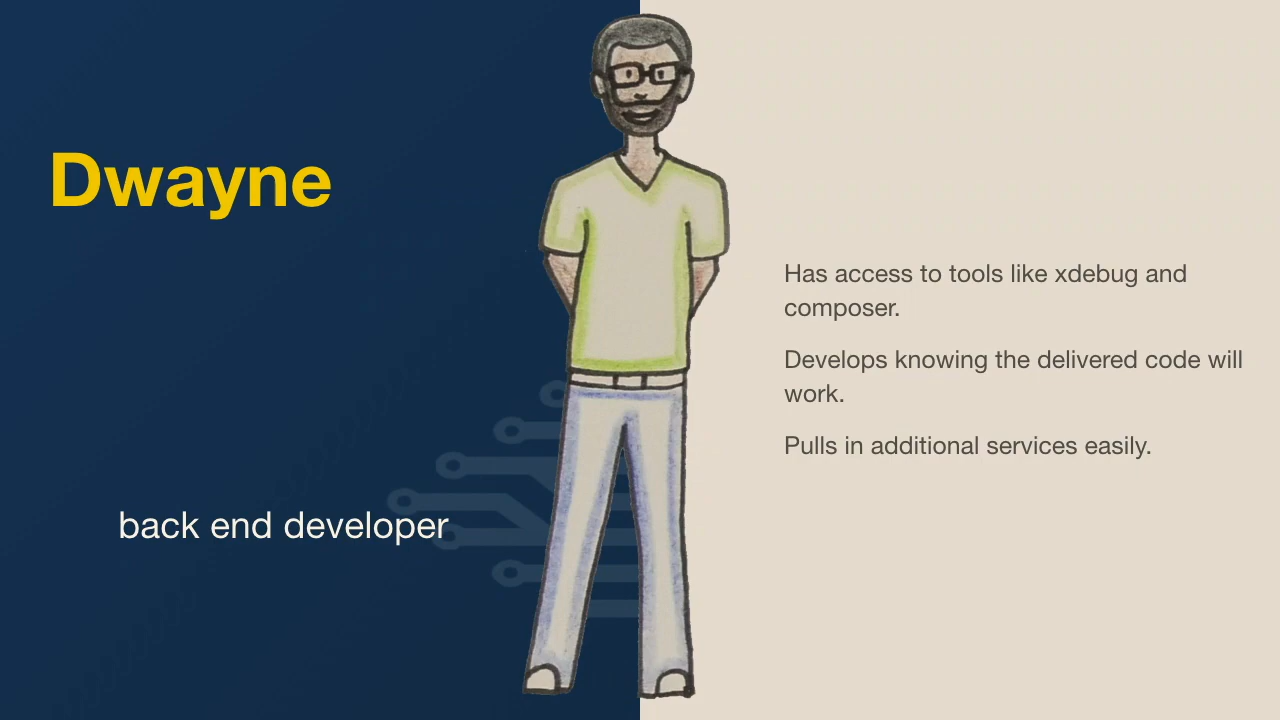 Dwayne
back end developer
Has access to tools like xdebug and
composer.
Develops knowing the delivered code will
work.
Pulls in additional services easily.